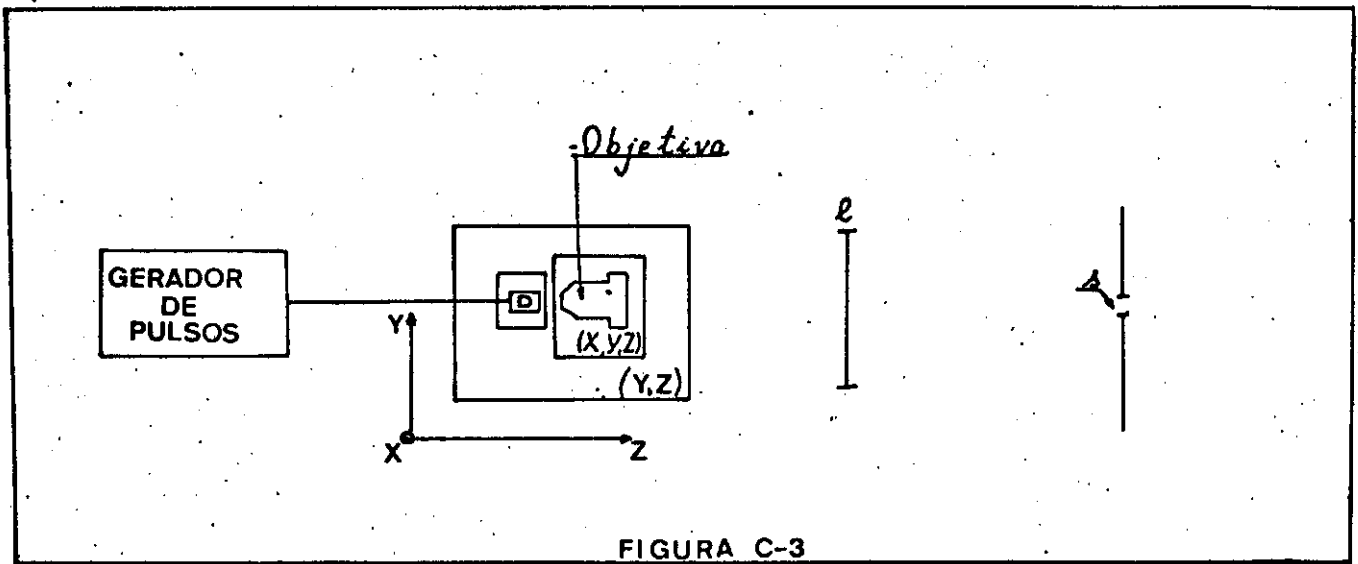 Objetiva
GERADOR
DE
PULSOS
D
(X,Y,Z)
(Y,Z)
Y
X
Z
l
s
FIGURA C-3